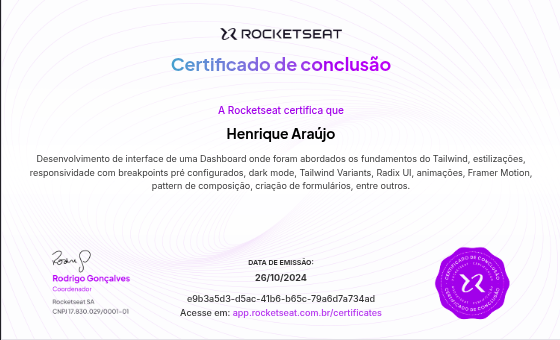 ROCKETSEAT
Certificado de conclusão
A Rocketseat certifica que
Henrique Araújo
Desenvolvimento de interface de uma Dashboard onde foram abordados os fundamentos do Tailwind, estilizações,
responsividade com breakpoints pré configurados, dark mode, Tailwind Variants, Radix UI, animações, Framer Motion,
pattern de composição, criação de formulários, entre outros.
Rodrigo Gonçalves
Coordenador
Rocketseat SA
CNPJ 17.830.029/0001-01
DATA DE EMISSÃO:
26/10/2024
e9b3a5d3-d5ac-41b6-b65c-79a6d7a734ad
Acesse em: app.rocketseat.com.br/certificates
CERTIFICADO DE CONCLUSÃO
CERTIFICADO DE CONCLUSÃO